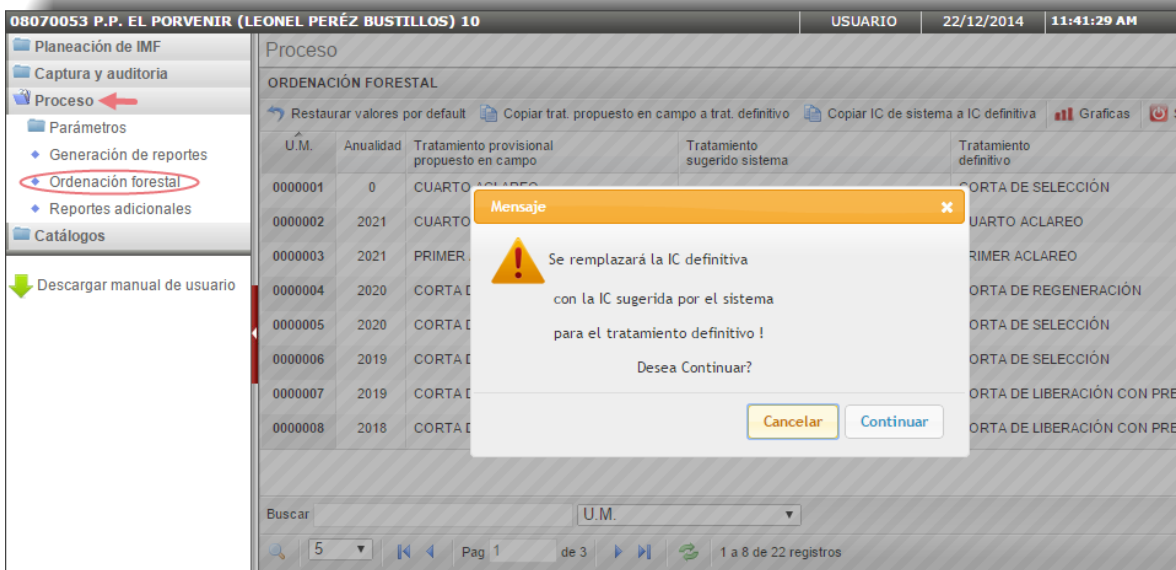 08070053 P.P. EL PORVENIR (LEONEL PERÉZ BUSTILLOS) 10 USUARIO 22/12/2014 11:41:29 AM
Planeación de IMF
Captura y auditoria
Proceso
Parámetros
Generación de reportes
Ordenación forestal
Reportes adicionales
Catálogos
Descargar manual de usuario
Proceso
ORDENACIÓN FORESTAL
Restaurar valores por default Copiar trat. propuesto en campo a trat. definitivo Copiar IC de sistema a IC definitiva Graficas
U.M. Anualidad Tratamiento provisional propuesto en campo Tratamiento sugerido sistema Tratamiento definitivo
0000001 0 CUARTO ACLAREO CORTA DE SELECCIÓN
0000002 2021 CUARTO UARTO ACLAREO
0000003 2021 PRIMER RIMER ACLAREO
0000004 2020 CORTA D ORTA DE REGENERACIÓN
0000005 2020 CORTA D ORTA DE SELECCIÓN
0000006 2019 CORTA D ORTA DE SELECCIÓN
0000007 2019 CORTA D ORTA DE LIBERACIÓN CON PRE
0000008 2018 CORTA D ORTA DE LIBERACIÓN CON PRE
Mensaje
Se remplazará la IC definitiva
con la IC sugerida por el sistema
para el tratamiento definitivo !
Desea Continuar?
Cancelar Continuar
Buscar U.M.
5 Pag 1 de 3 1 a 8 de 22 registros